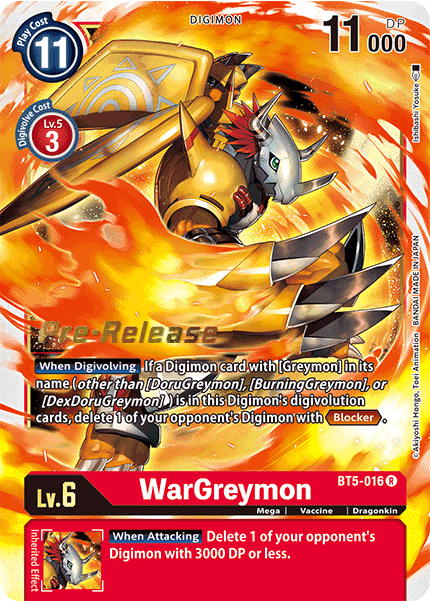 Play Cost
11
DIGIMON
11000
DP
Digivolve Cost
Lv.5
3
Ishibashi Yosuke
©Akiyoshi Hongo, Toei Animation BANDAI MADE IN JAPAN
Pre-Release
When Digivolving If a Digimon card with [Greymon] in its
name (other than [DoruGreymon], [BurningGreymon], or
[DexDoruGreymon]) is in this Digimon's digivolution
cards, delete 1 of your opponent's Digimon with Blocker.
Lv.6
WarGreymon
BT5-016 R
Mega | Vaccine | Dragonkin
Inherited Effect
When Attacking Delete 1 of your opponent's
Digimon with 3000 DP or less.